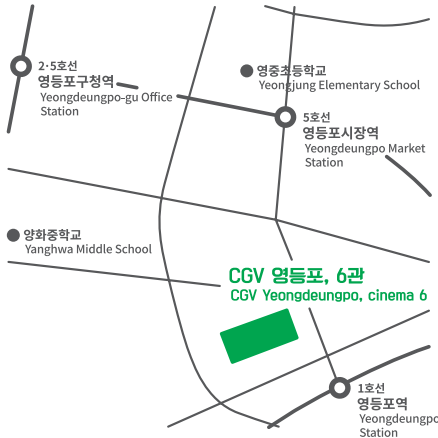 2·5호선
영등포구청역
Yeongdeungpo-gu Office
Station
영중초등학교
Yeongjung Elementary School
5호선
영등포시장역
Yeongdeungpo Market
Station
양화중학교
Yanghwa Middle School
CGV 영등포, 6관
CGV Yeongdeungpo, cinema 6
1호선
영등포역
Yeongdeungpo
Station